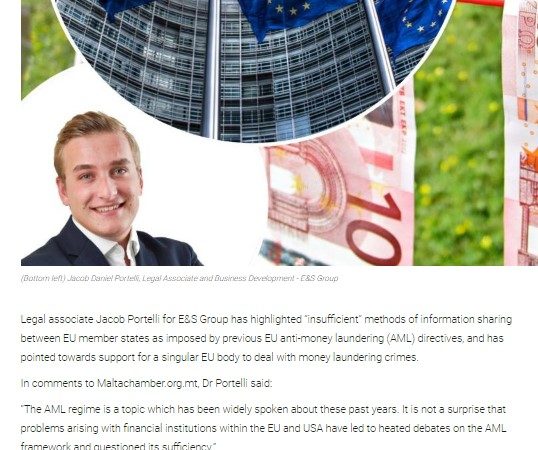 10
(Bottom left) Jacob Daniel Portelli, Legal Associate and Business Development - E&S Group
Legal associate Jacob Portelli for E&S Group has highlighted “insufficient” methods of information sharing
between EU member states as imposed by previous EU anti-money laundering (AML) directives, and has
pointed towards support for a singular EU body to deal with money laundering crimes.
In comments to Maltachamber.org.mt, Dr Portelli said:
“The AML regime is a topic which has been widely spoken about these past years. It is not a surprise that
problems arising with financial institutions within the EU and USA have led to heated debates on the AML
framework and questioned its sufficiency.”